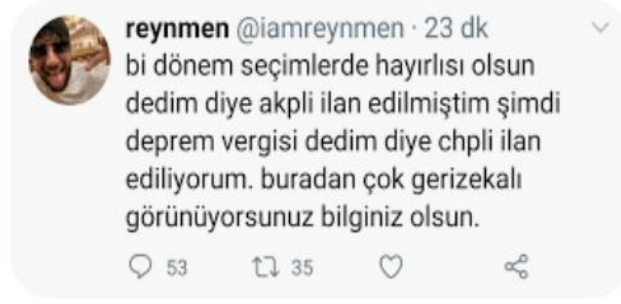 reynmen @iamreynmen · 23 dk
bi dönem seçimlerde hayırlısı olsun
dedim diye akpli ilan edilmiştim şimdi
deprem vergisi dedim diye chpli ilan
ediliyorum. buradan çok gerizekalı
görünüyorsunuz bilginiz olsun.
53 35